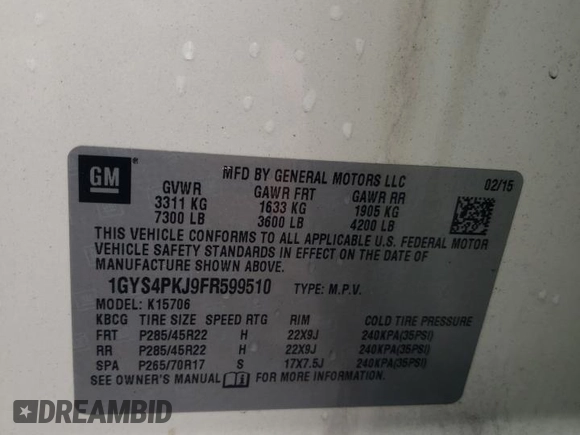 GM
MFD BY GENERAL MOTORS LLC
02/15
GVWR GAWR FRT GAWR RR
3311 KG 1633 KG 1905 KG
7300 LB 3600 LB 4200 LB
THIS VEHICLE CONFORMS TO ALL APPLICABLE U.S. FEDERAL MOTOR
VEHICLE SAFETY STANDARDS IN EFFECT ON THE DATE OF
MANUFACTURE SHOWN ABOVE.
1GYS4PKJ9FR599510 TYPE: M.P.V.
MODEL: K15706
KBCG TIRE SIZE SPEED RTG RIM COLD TIRE PRESSURE
FRT P285/45R22 H 22X9J 240KPA(35PSI)
RR P285/45R22 H 22X9J 240KPA(35PSI)
SPA P265/70R17 S 17X7.5J 240KPA(35PSI)
SEE OWNER'S MANUAL FOR MORE INFORMATION.
DREAMBID